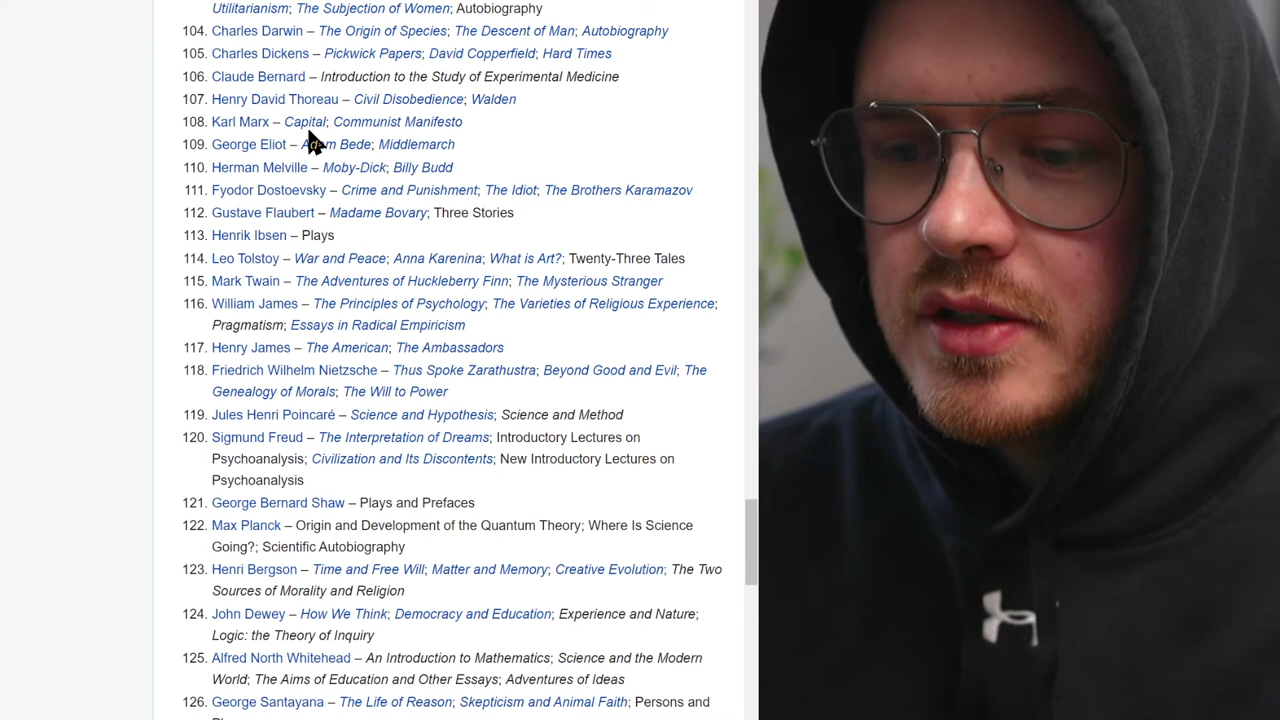 Utilitarianism; The Subjection of Women; Autobiography
104. Charles Darwin – The Origin of Species; The Descent of Man; Autobiography
105. Charles Dickens – Pickwick Papers; David Copperfield; Hard Times
106. Claude Bernard – Introduction to the Study of Experimental Medicine
107. Henry David Thoreau – Civil Disobedience; Walden
108. Karl Marx – Capital; Communist Manifesto
109. George Eliot – Adam Bede; Middlemarch
110. Herman Melville – Moby-Dick; Billy Budd
111. Fyodor Dostoevsky – Crime and Punishment; The Idiot; The Brothers Karamazov
112. Gustave Flaubert – Madame Bovary; Three Stories
113. Henrik Ibsen – Plays
114. Leo Tolstoy – War and Peace; Anna Karenina; What is Art?; Twenty-Three Tales
115. Mark Twain – The Adventures of Huckleberry Finn; The Mysterious Stranger
116. William James – The Principles of Psychology; The Varieties of Religious Experience;
Pragmatism; Essays in Radical Empiricism
117. Henry James – The American; The Ambassadors
118. Friedrich Wilhelm Nietzsche – Thus Spoke Zarathustra; Beyond Good and Evil; The
Genealogy of Morals; The Will to Power
119. Jules Henri Poincaré – Science and Hypothesis; Science and Method
120. Sigmund Freud – The Interpretation of Dreams; Introductory Lectures on
Psychoanalysis; Civilization and Its Discontents; New Introductory Lectures on
Psychoanalysis
121. George Bernard Shaw – Plays and Prefaces
122. Max Planck – Origin and Development of the Quantum Theory; Where Is Science
Going?; Scientific Autobiography
123. Henri Bergson – Time and Free Will; Matter and Memory; Creative Evolution; The Two
Sources of Morality and Religion
124. John Dewey – How We Think; Democracy and Education; Experience and Nature;
Logic: the Theory of Inquiry
125. Alfred North Whitehead – An Introduction to Mathematics; Science and the Modern
World; The Aims of Education and Other Essays; Adventures of Ideas
126. George Santayana – The Life of Reason; Skepticism and Animal Faith; Persons and